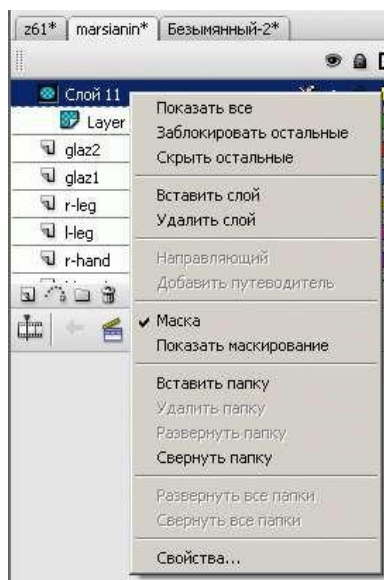 z61* marsianin* Безымянный-2*
Слой 11
Layer
glaz2
glaz1
r-leg
l-leg
r-hand
Показать все
Заблокировать остальные
Скрыть остальные
Вставить слой
Удалить слой
Направляющий
Добавить путеводитель
Маска
Показать маскирование
Вставить папку
Удалить папку
Развернуть папку
Свернуть папку
Развернуть все папки
Свернуть все папки
Свойства...